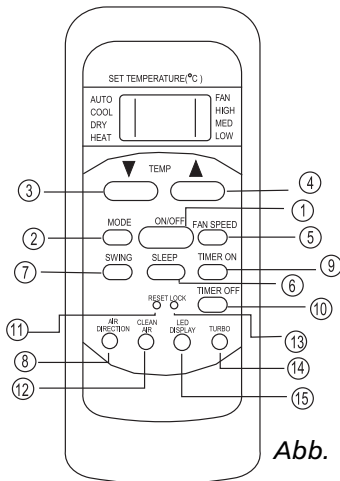 SET TEMPERATURE(°C)
AUTO
COOL
DRY
HEAT
FAN
HIGH
MED
LOW
▼ TEMP ▲
3
4
1
MODE
ON/OFF
FAN SPEED
2
5
SWING
SLEEP
TIMER ON
7
9
6
TIMER OFF
10
RESET LOCK
11
13
AIR DIRECTION
CLEAN AIR
LED DISPLAY
TURBO
8
12
14
15
Abb.